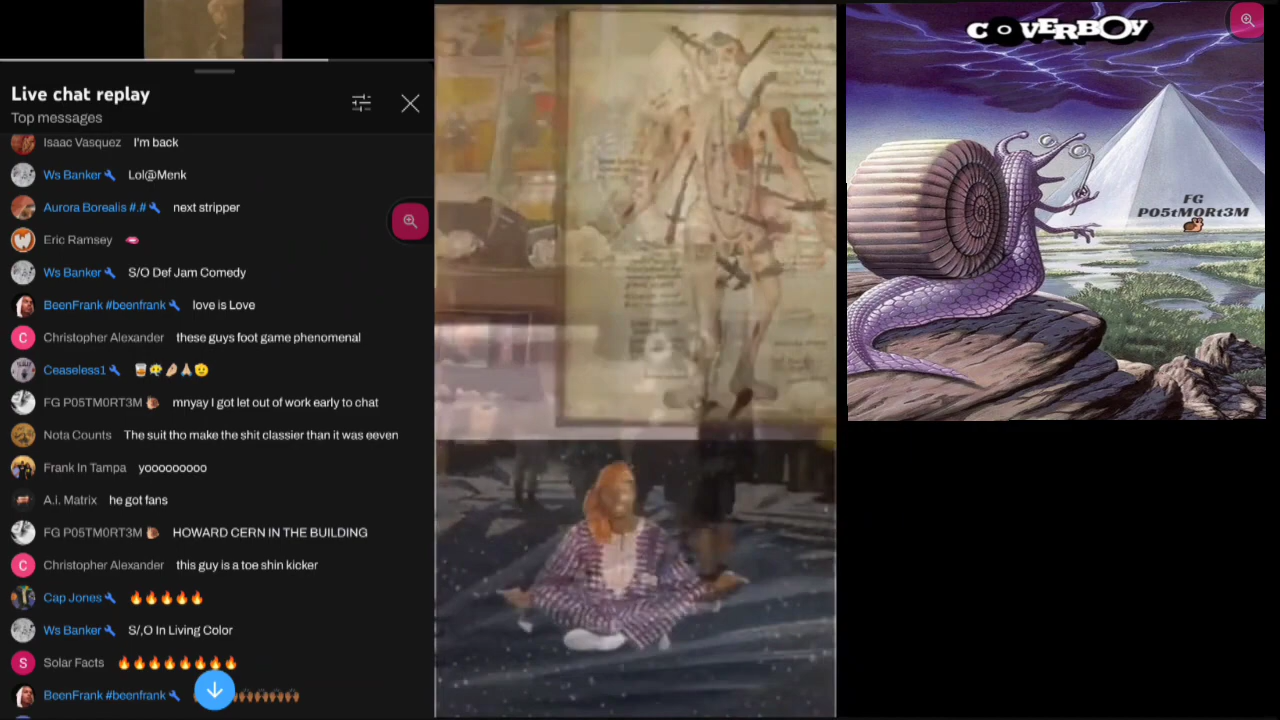 Live chat replay
Top messages
Isaac Vasquez I'm back
Ws Banker Lol@Menk
Aurora Borealis #.# next stripper
Eric Ramsey 🫦
Ws Banker S/O Def Jam Comedy
BeenFrank #beenfrank love is Love
Christopher Alexander these guys foot game phenomenal
Ceaseless1
FG P05TM0RT3M mnyay I got let out of work early to chat
Nota Counts The suit tho make the shit classier than it was eeven
Frank In Tampa yooooooooo
A.i. Matrix he got fans
FG P05TM0RT3M HOWARD CERN IN THE BUILDING
Christopher Alexander this guy is a toe shin kicker
Cap Jones 🔥🔥🔥🔥🔥
Ws Banker S/,O In Living Color
Solar Facts 🔥🔥🔥🔥🔥🔥🔥🔥
BeenFrank #beenfrank
COVERBOY
FG
PO5tMORt3M